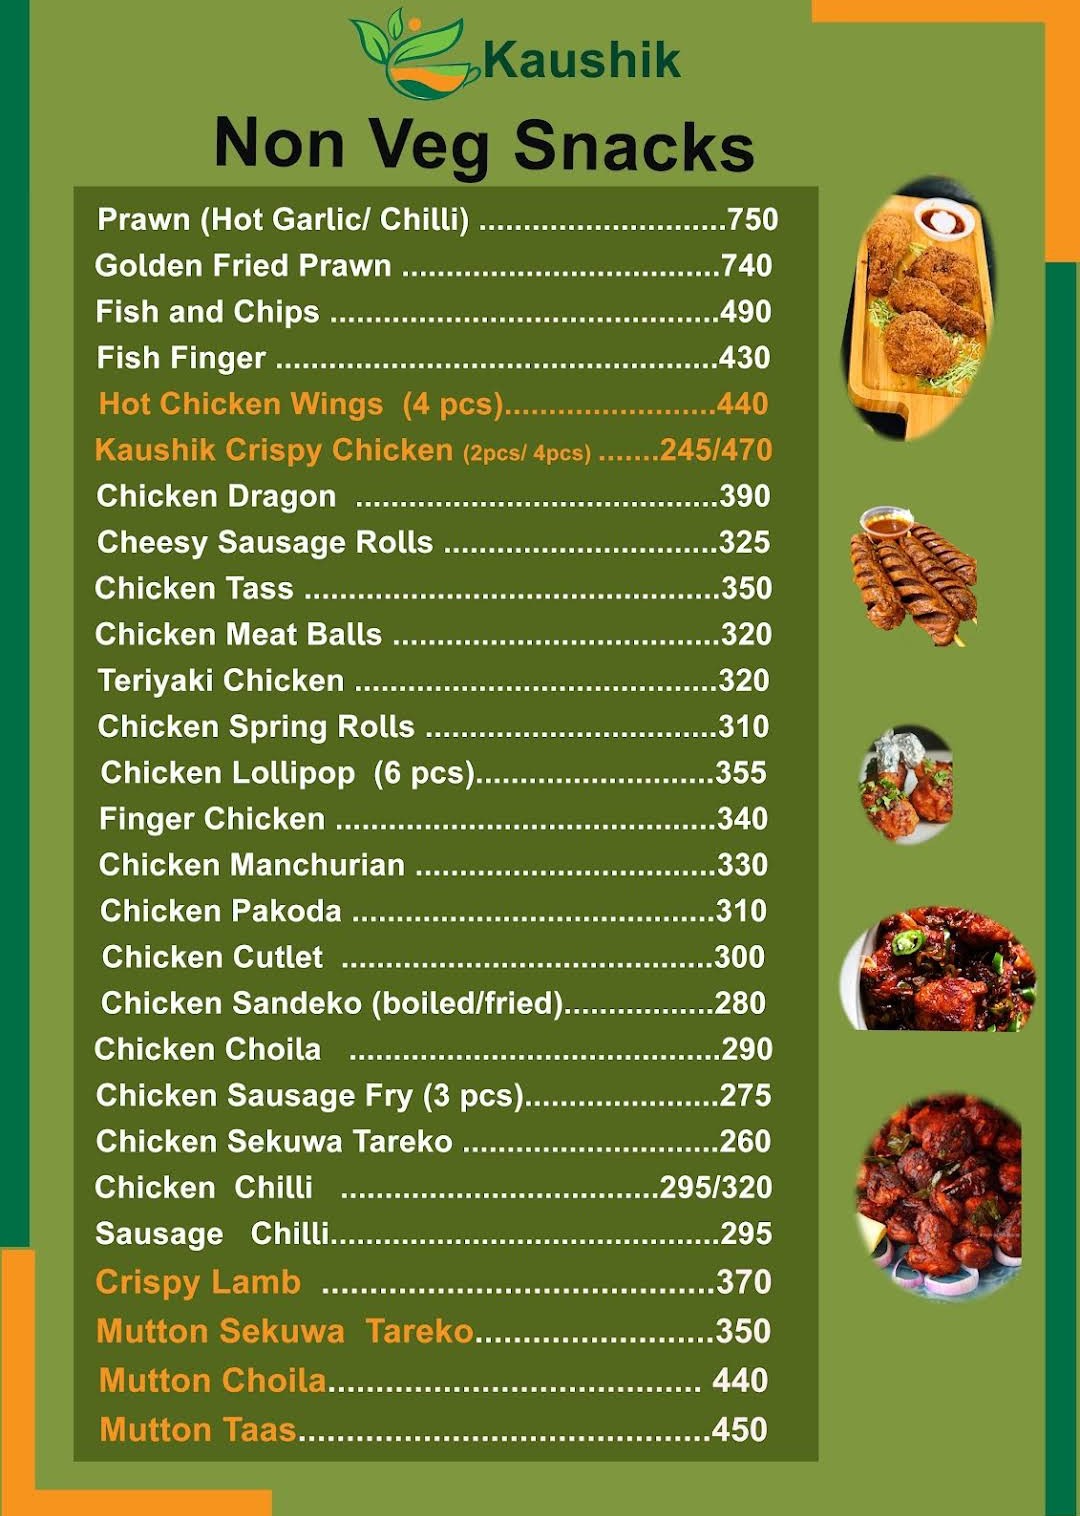 Kaushik
Non Veg Snacks
Prawn (Hot Garlic/ Chilli) ............................750
Golden Fried Prawn ....................................740
Fish and Chips ............................................490
Fish Finger ..................................................430
Hot Chicken Wings (4 pcs)........................440
Kaushik Crispy Chicken (2pcs/ 4pcs) .......245/470
Chicken Dragon .........................................390
Cheesy Sausage Rolls ...............................325
Chicken Tass ...............................................350
Chicken Meat Balls .....................................320
Teriyaki Chicken .........................................320
Chicken Spring Rolls .................................310
Chicken Lollipop (6 pcs)...........................355
Finger Chicken ...........................................340
Chicken Manchurian ..................................330
Chicken Pakoda .........................................310
Chicken Cutlet ..........................................300
Chicken Sandeko (boiled/fried).................280
Chicken Choila ..........................................290
Chicken Sausage Fry (3 pcs)......................275
Chicken Sekuwa Tareko .............................260
Chicken Chilli ....................................295/320
Sausage Chilli............................................295
Crispy Lamb .........................................370
Mutton Sekuwa Tareko.........................350
Mutton Choila....................................... 440
Mutton Taas...........................................450